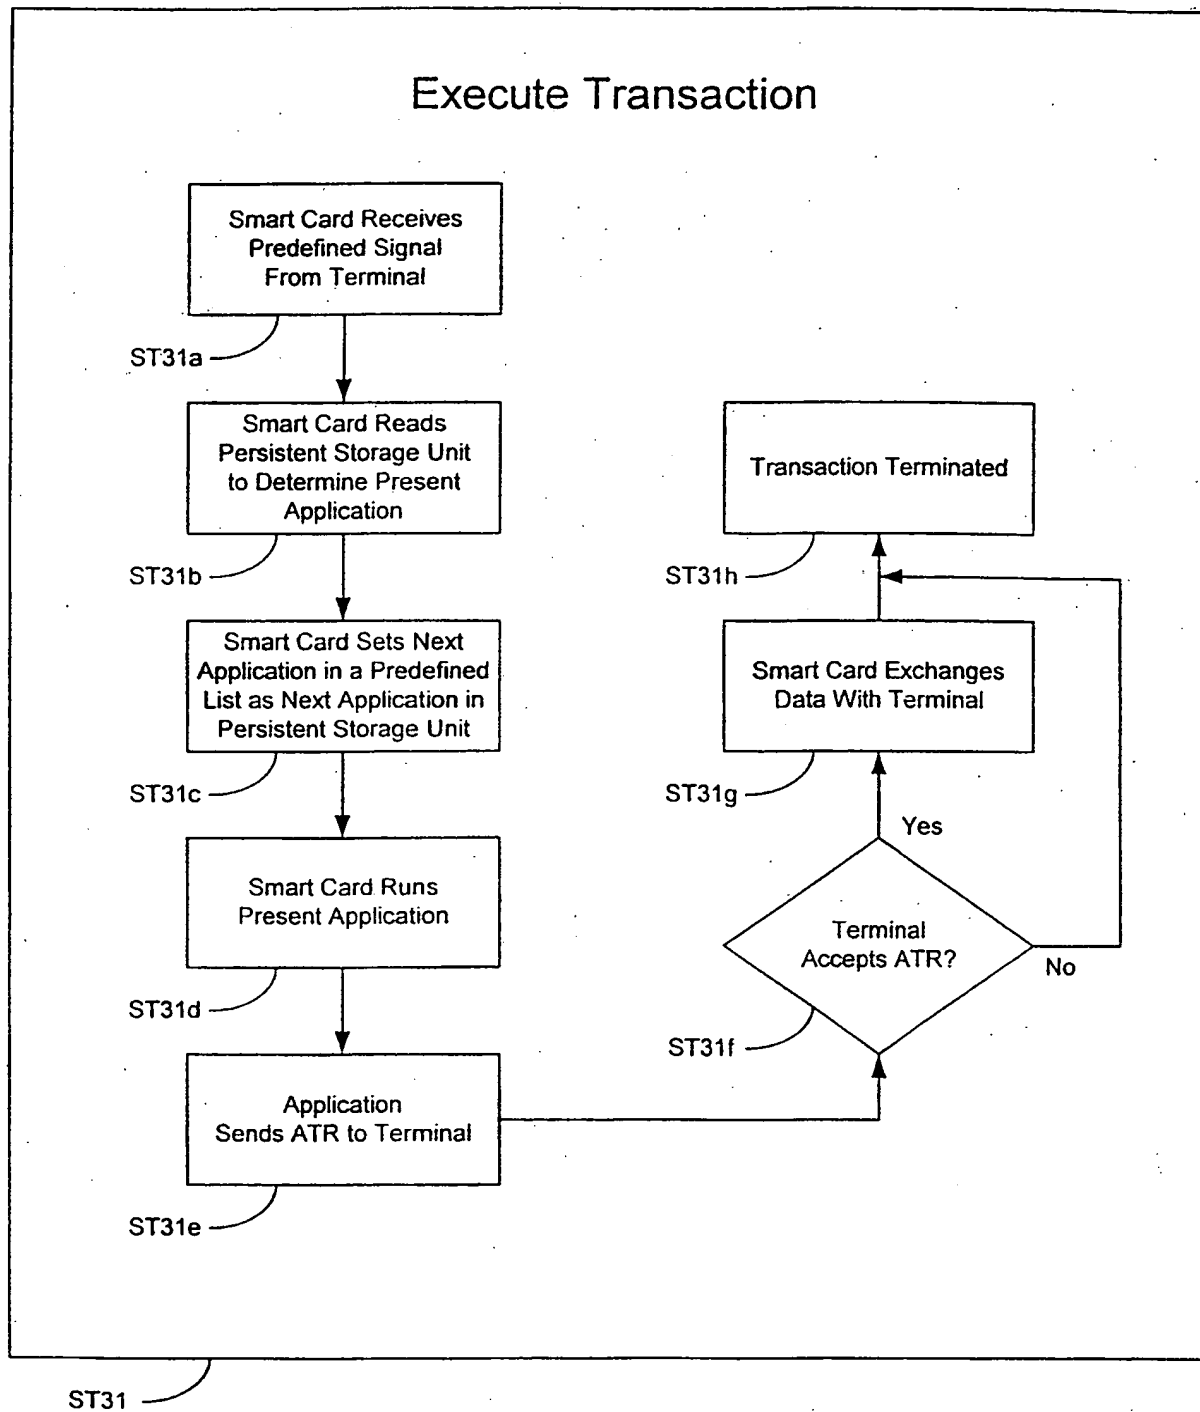 Execute Transaction
Smart Card Receives
Predefined Signal
From Terminal
ST31a
Smart Card Reads
Persistent Storage Unit
to Determine Present
Application
ST31b
Smart Card Sets Next
Application in a Predefined
List as Next Application in
Persistent Storage Unit
ST31c
Smart Card Runs
Present Application
ST31d
Application
Sends ATR to Terminal
ST31e
Transaction Terminated
ST31h
Smart Card Exchanges
Data With Terminal
ST31g
Yes
Terminal
Accepts ATR?
No
ST31f
ST31